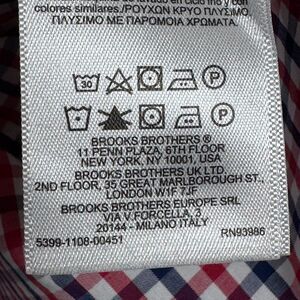 colores similares./ΡΟΥΧΩΝ ΚΡΥΟ ΠΛΥΣΙΜΟ.
ΠΛΥΣΙΜΟ ΜΕ ΠΑΡΟΜΟΙΑ ΧΡΩΜΑΤΑ.
30 P
P
BROOKS BROTHERS ®
11 PENN PLAZA, 6TH FLOOR
NEW YORK, NY 10001, USA
BROOKS BROTHERS UK LTD
2ND FLOOR, 35 GREAT MARLBOROUGH ST.,
LONDON W1F 7JF
BROOKS BROTHERS EUROPE SRL
VIA V FORCELLA, 3
20144 - MILANO ITALY
5399-1108-00451 RN93986